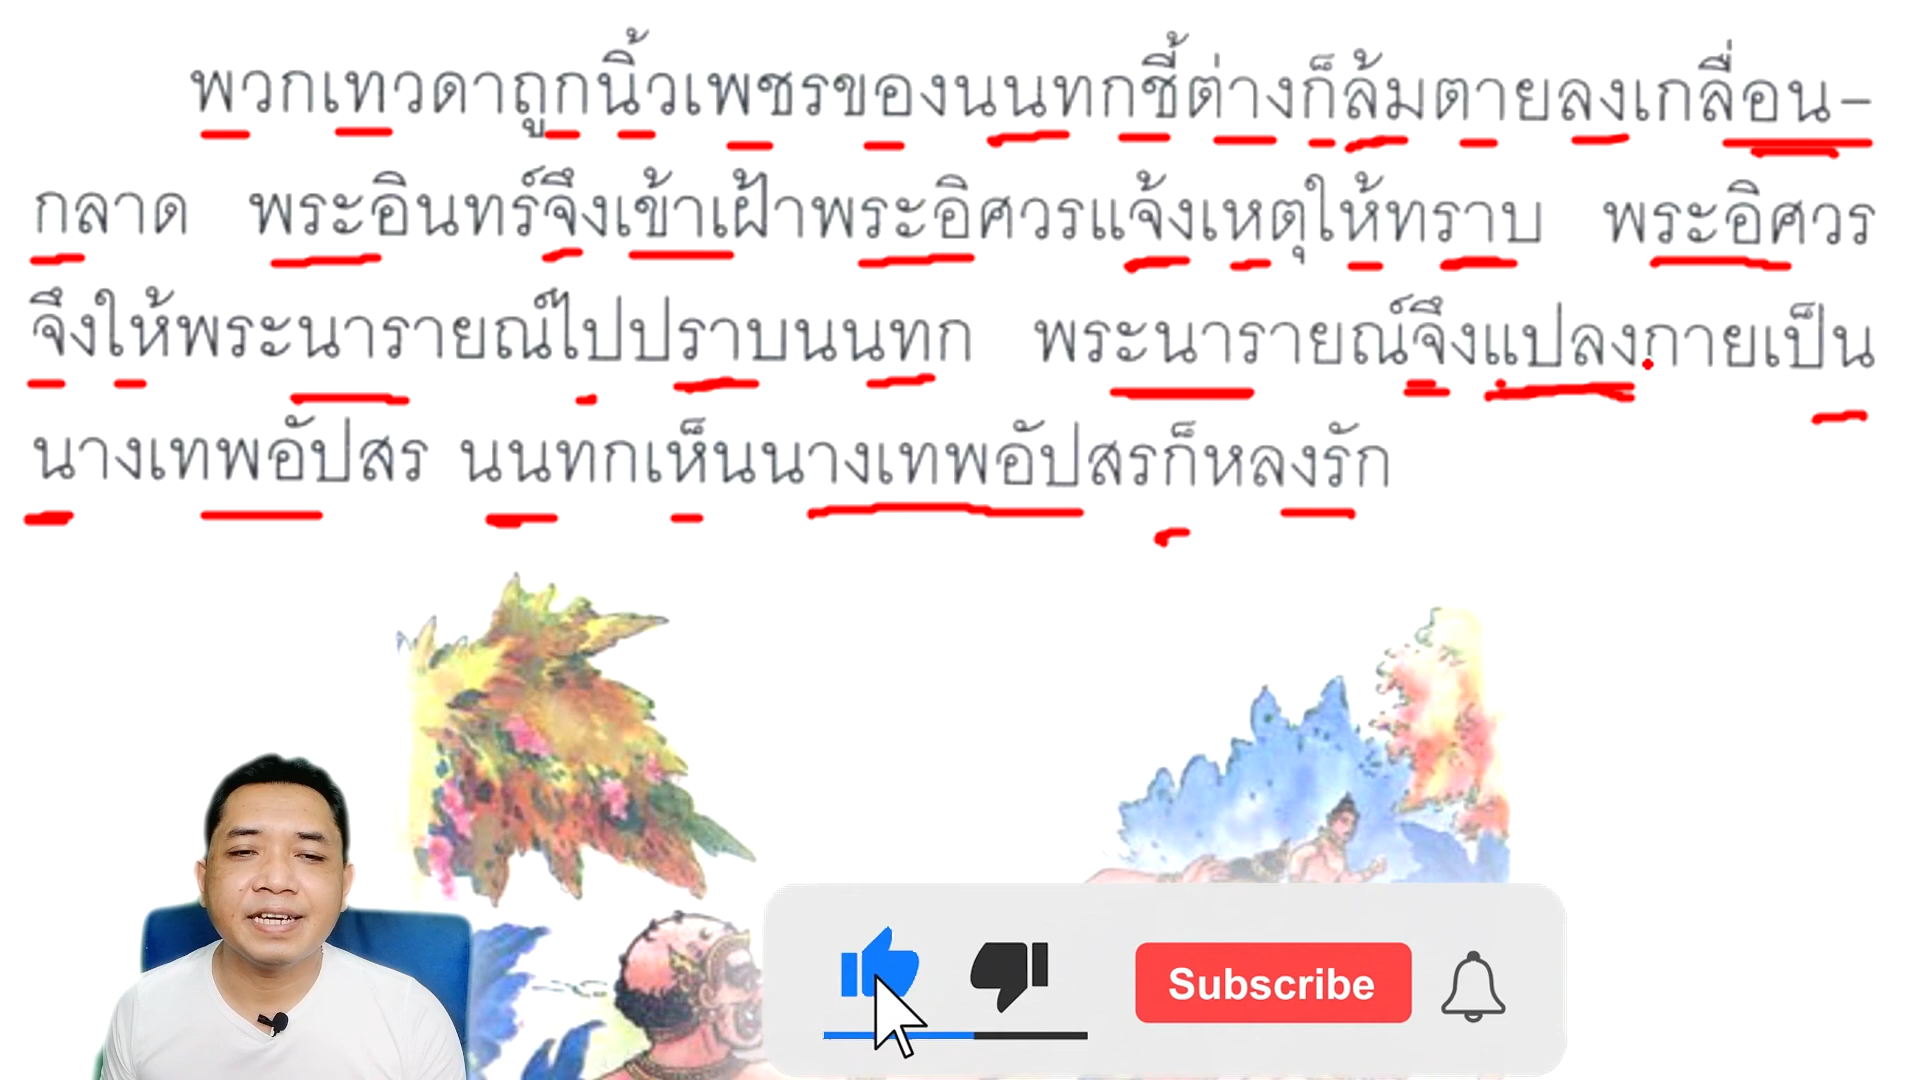 พวกเทวดาถูกนิ้วเพชรของนนทกชี้ต่างก็ล้มตายลงเกลื่อน-
กลาด พระอินทร์จึงเข้าเฝ้าพระอิศวรแจ้งเหตุให้ทราบ พระอิศวร
จึงให้พระนารายณ์ไปปราบนนทก พระนารายณ์จึงแปลงกายเป็น
นางเทพอัปสร นนทกเห็นนางเทพอัปสรก็หลงรัก
Subscribe